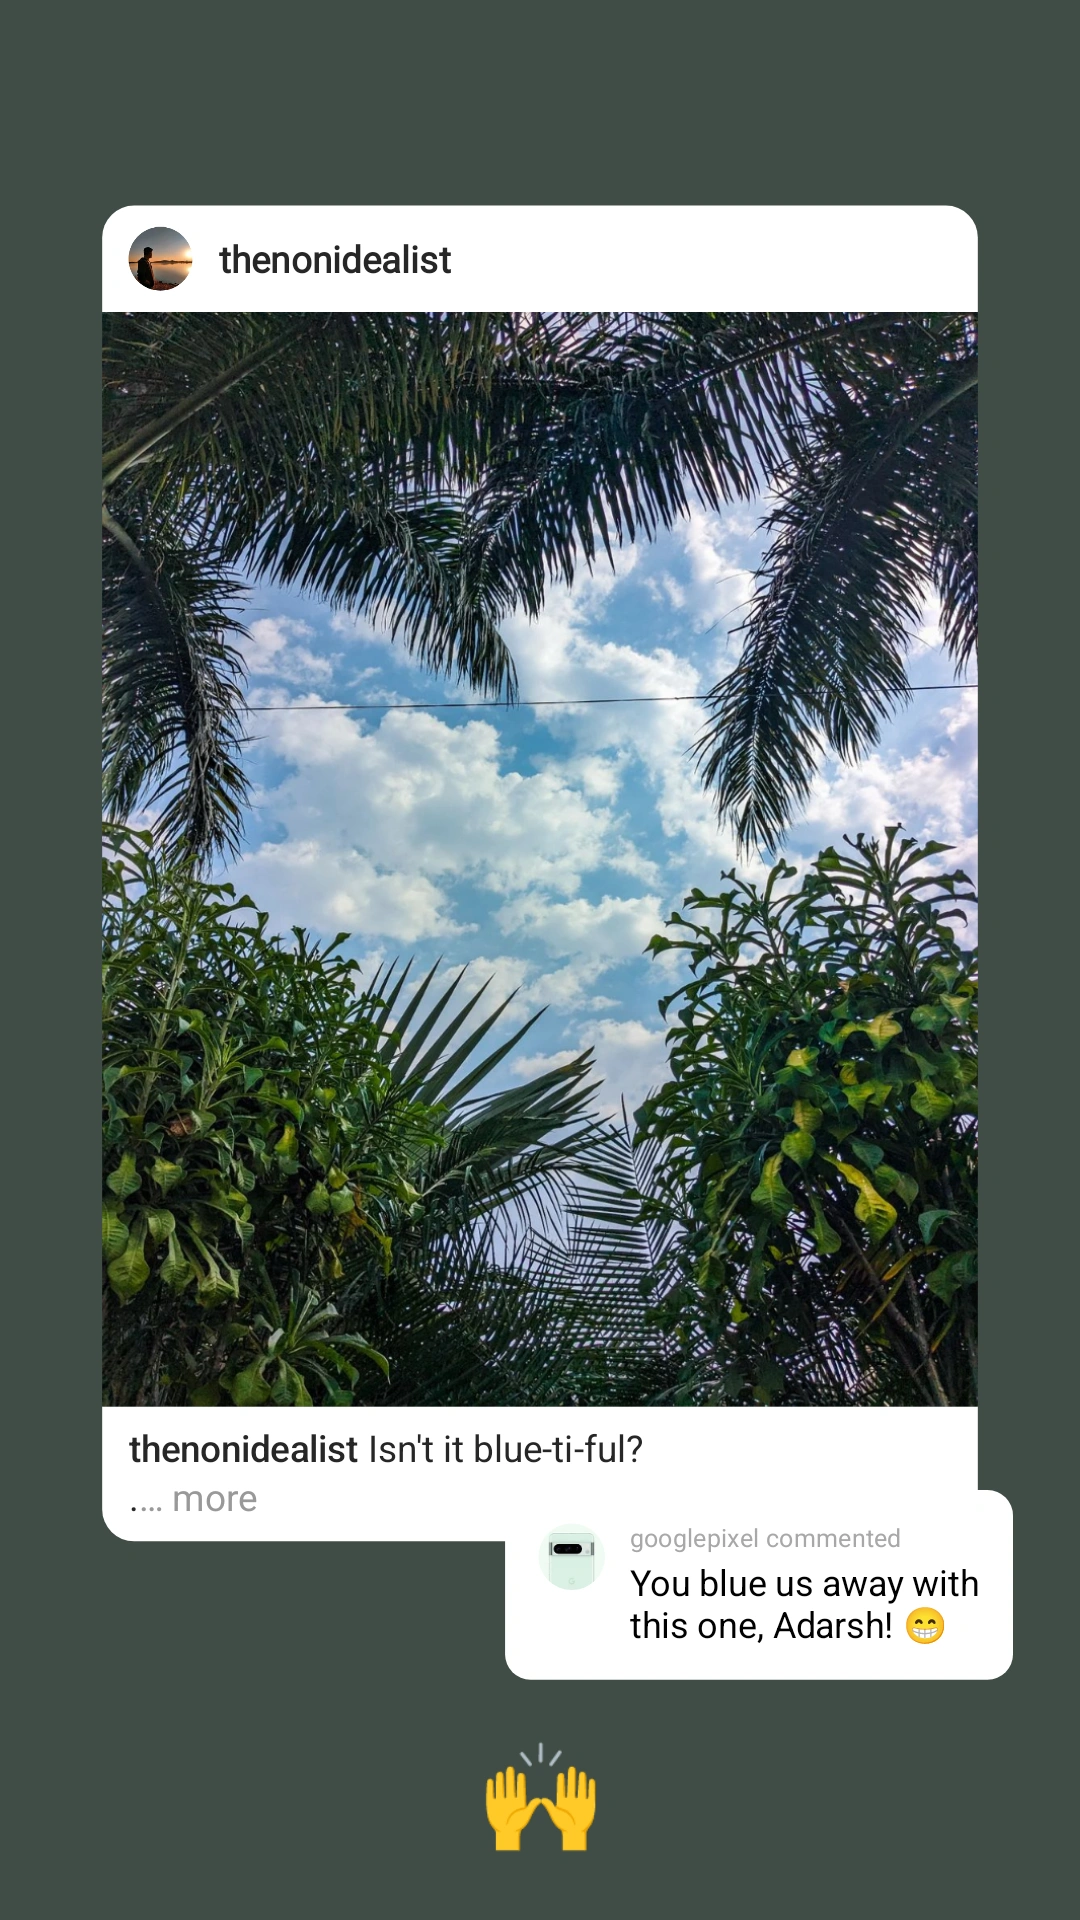 thenonidealist
thenonidealist Isn't it blue-ti-ful?
.... more
googlepixel commented
You blue us away with
this one, Adarsh! 😁
🙌